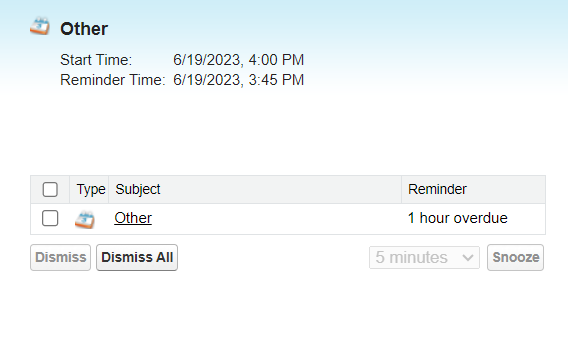 Other
Start Time: 6/19/2023, 4:00 PM
Reminder Time: 6/19/2023, 3:45 PM
Type Subject Reminder
Other 1 hour overdue
Dismiss Dismiss All 5 minutes Snooze